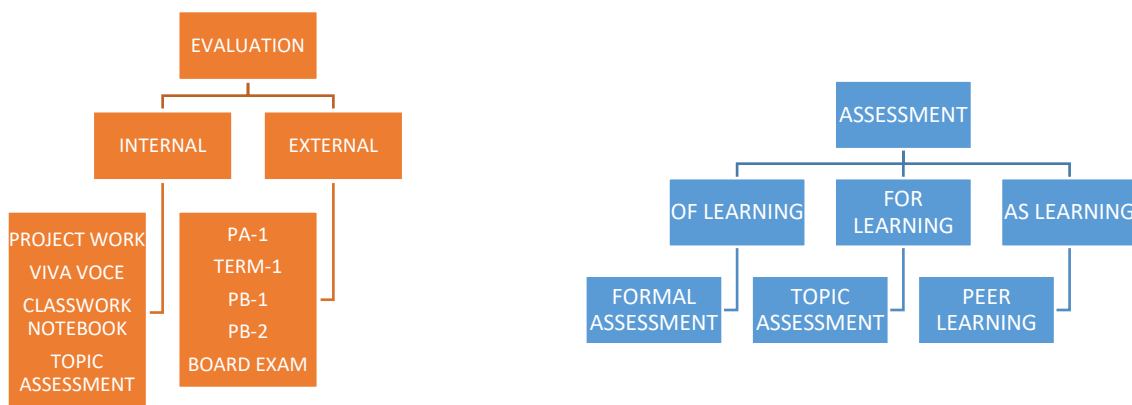 EVALUATION
INTERNAL
EXTERNAL
PROJECT WORK
VIVA VOCE
CLASSWORK
NOTEBOOK
TOPIC
ASSESSMENT
PA-1
TERM-1
PB-1
PB-2
BOARD EXAM
ASSESSMENT
OF LEARNING
FOR
LEARNING
AS LEARNING
FORMAL
ASSESSMENT
TOPIC
ASSESSMENT
PEER
LEARNING